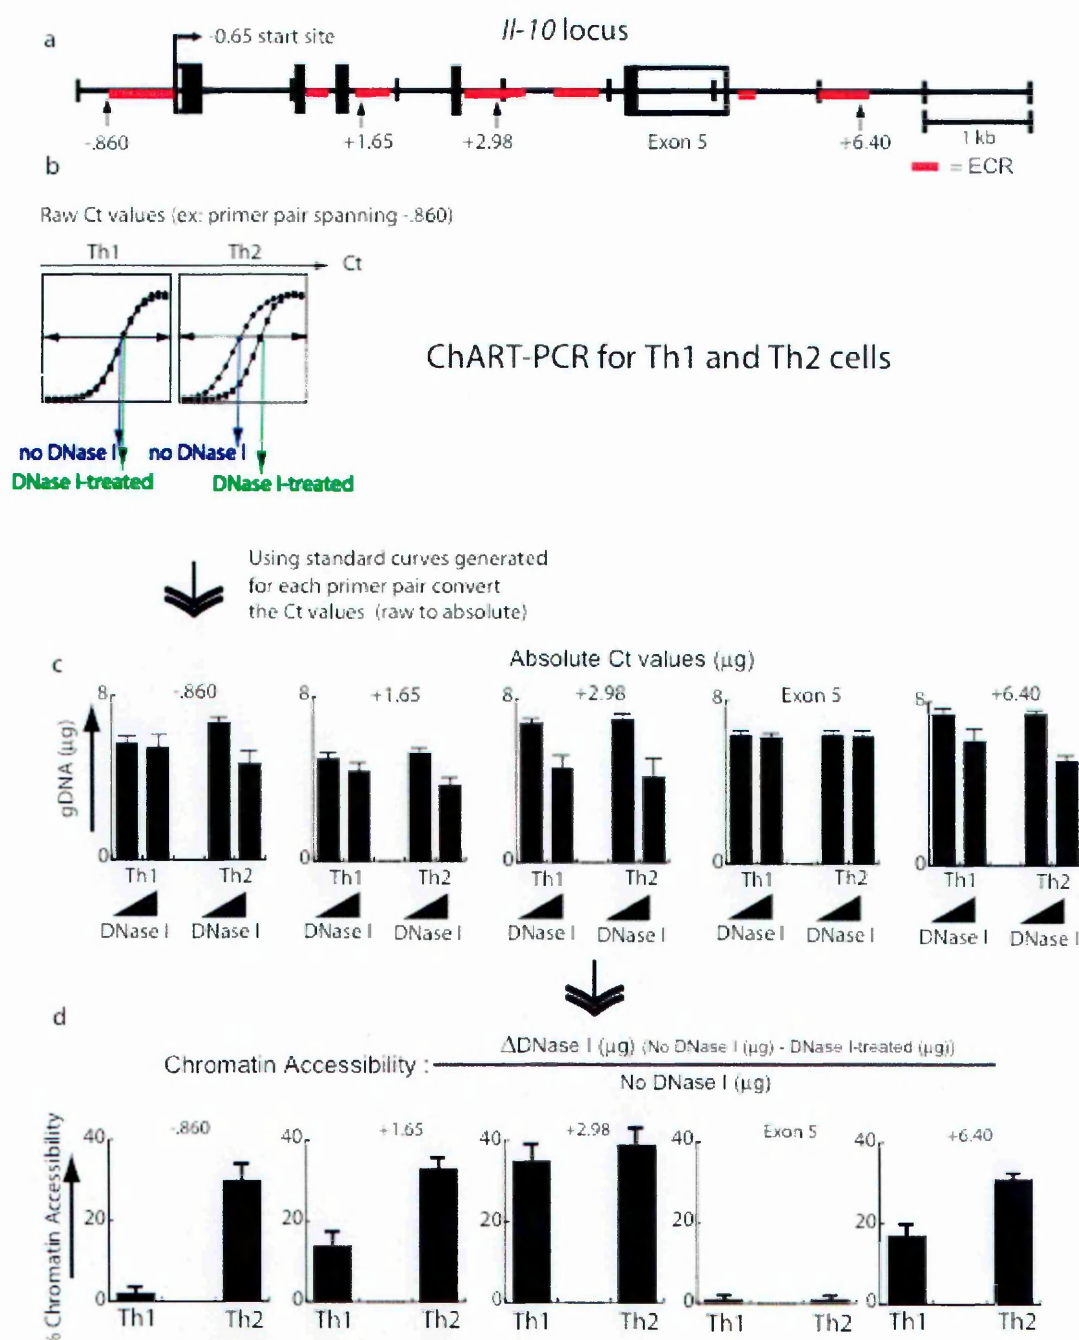 a
Il-10 locus
-0.65 start site
-.860
+1.65
+2.98
Exon 5
+6.40
1 kb
= ECR
b
Raw Ct values (ex: primer pair spanning -.860)
Th1 Th2
Ct
ChART-PCR for Th1 and Th2 cells
no DNase I no DNase I
DNase I-treated DNase I-treated
Using standard curves generated
for each primer pair convert
the Ct values (raw to absolute)
c
Absolute Ct values (µg)
-.860 +1.65 +2.98 Exon 5 +6.40
8 8 8 8 8
gDNA (µg)
0 0 0 0 0
Th1 Th2 Th1 Th2 Th1 Th2 Th1 Th2 Th1 Th2
DNase I DNase I DNase I DNase I DNase I DNase I DNase I DNase I DNase I DNase I
d
Chromatin Accessibility :
ΔDNase I (µg) (No DNase I (µg) - DNase I-treated (µg))
No DNase I (µg)
% Chromatin Accessibility
-.860 +1.65 +2.98 Exon 5 +6.40
40 40 40 40 40
20 20 20 20 20
0 0 0 0 0
Th1 Th2 Th1 Th2 Th1 Th2 Th1 Th2 Th1 Th2